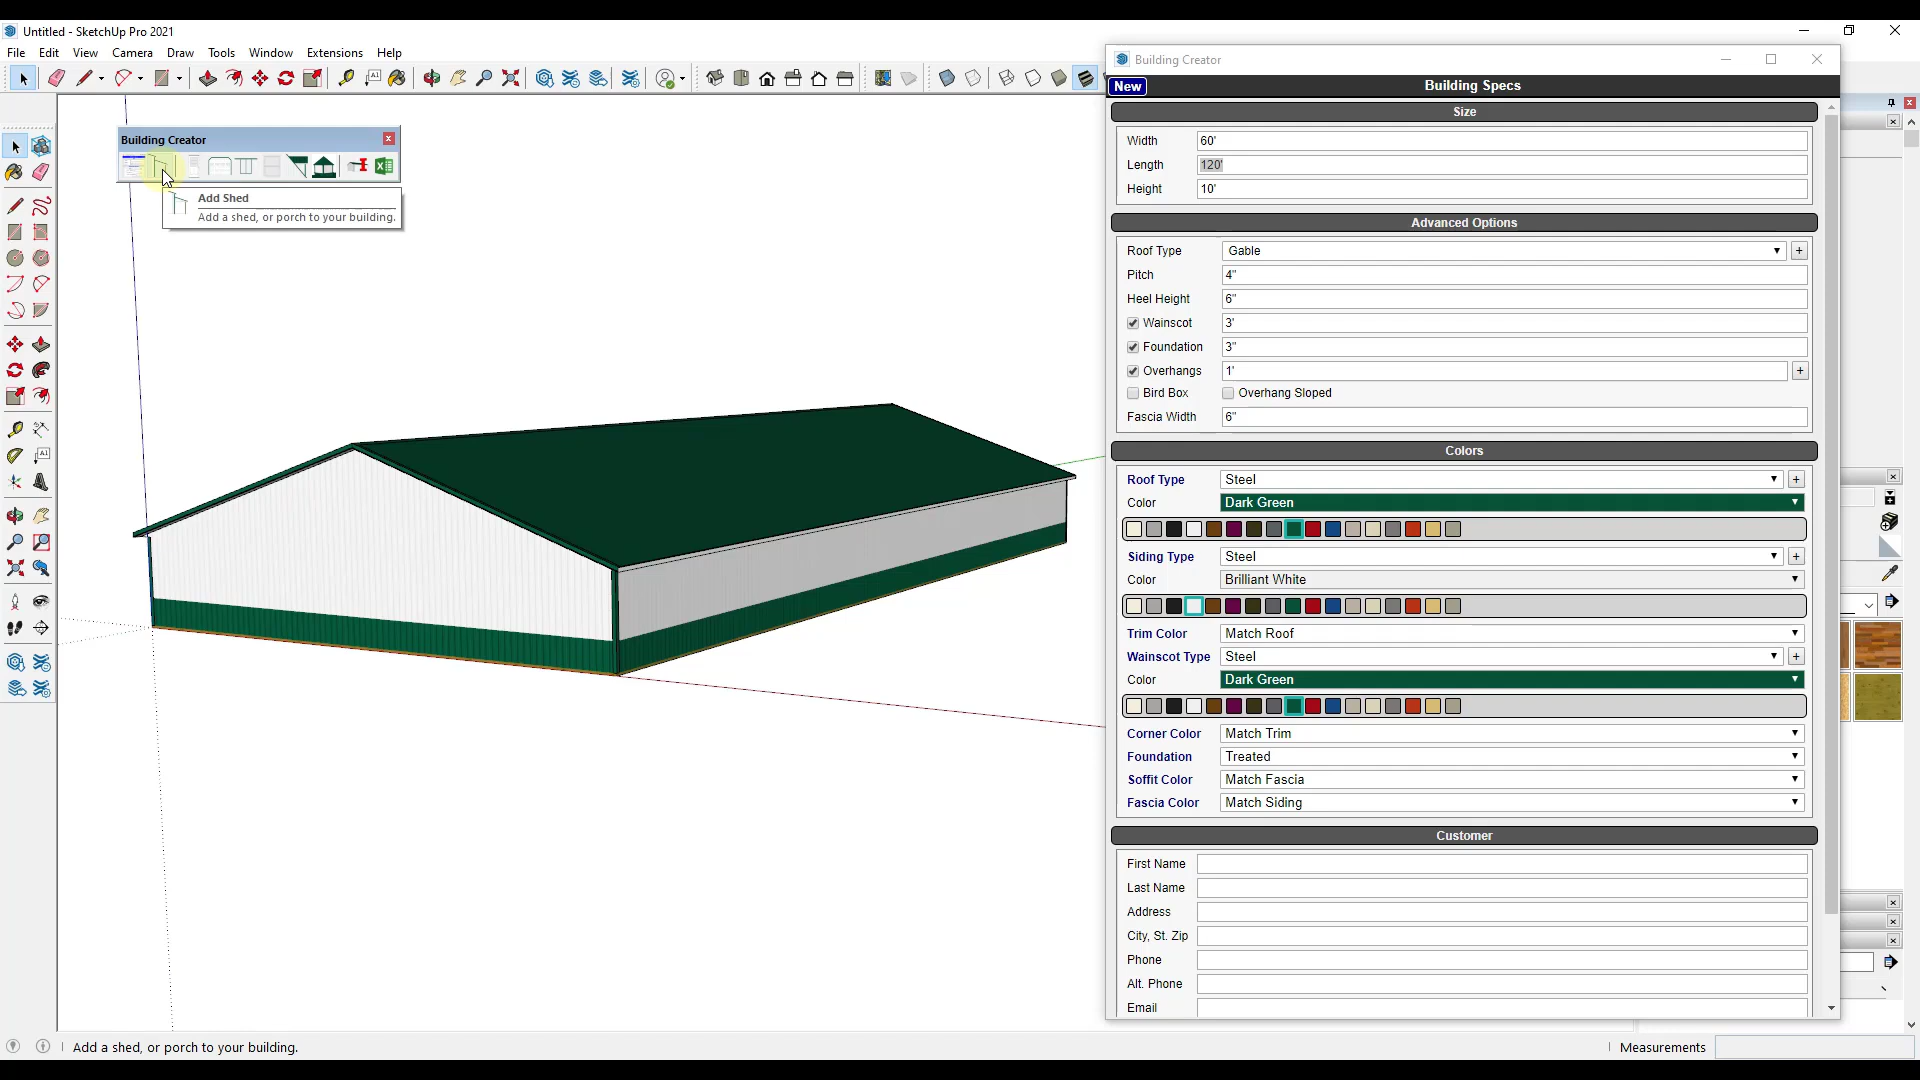 Untitled - SketchUp Pro 2021
File Edit View Camera Draw Tools Window Extensions Help
Building Creator
Add Shed
Add a shed, or porch to your building.
Building Creator
New
Building Specs
Size
Width 60'
Length 120'
Height 10'
Advanced Options
Roof Type Gable +
Pitch 4"
Heel Height 6"
Wainscot 3'
Foundation 3"
Overhangs 1' +
Bird Box Overhang Sloped
Fascia Width 6"
Colors
Roof Type Steel +
Color Dark Green
Siding Type Steel +
Color Brilliant White
Trim Color Match Roof
Wainscot Type Steel +
Color Dark Green
Corner Color Match Trim
Foundation Treated
Soffit Color Match Fascia
Fascia Color Match Siding
Customer
First Name
Last Name
Address
City, St. Zip
Phone
Alt. Phone
Email
Add a shed, or porch to your building.
Measurements